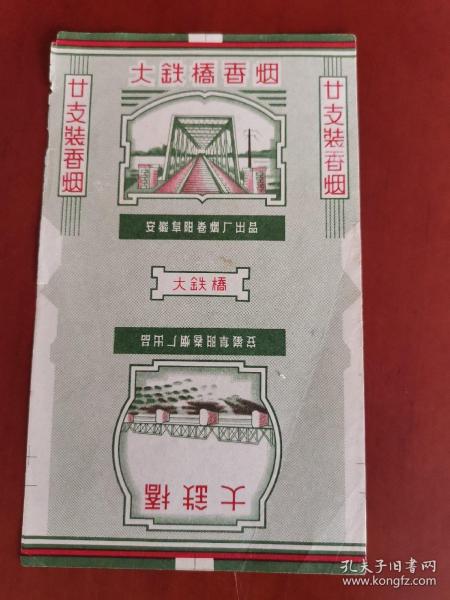 大鉄橋香烟
廿支裝香烟
廿支裝香烟
安徽阜阳卷烟厂出品
大鉄橋
安徽阜阳卷烟厂出品
大鉄橋
孔夫子旧书网
www.kongfz.com